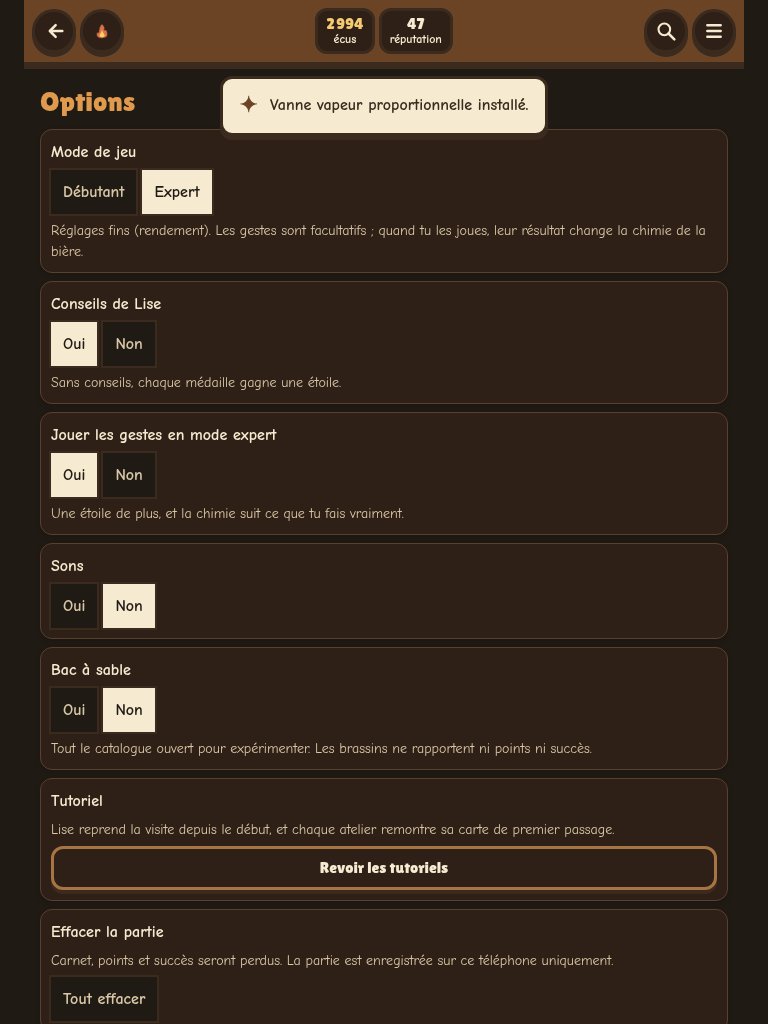 2994
écus
47
réputation
Options
Vanne vapeur proportionnelle installé.
Mode de jeu
Débutant
Expert
Réglages fins (rendement). Les gestes sont facultatifs ; quand tu les joues, leur résultat change la chimie de la
bière.
Conseils de Lise
Oui
Non
Sans conseils, chaque médaille gagne une étoile.
Jouer les gestes en mode expert
Oui
Non
Une étoile de plus, et la chimie suit ce que tu fais vraiment.
Sons
Oui
Non
Bac à sable
Oui
Non
Tout le catalogue ouvert pour expérimenter. Les brassins ne rapportent ni points ni succès.
Tutoriel
Lise reprend la visite depuis le début, et chaque atelier remontre sa carte de premier passage.
Revoir les tutoriels
Effacer la partie
Carnet, points et succès seront perdus. La partie est enregistrée sur ce téléphone uniquement.
Tout effacer